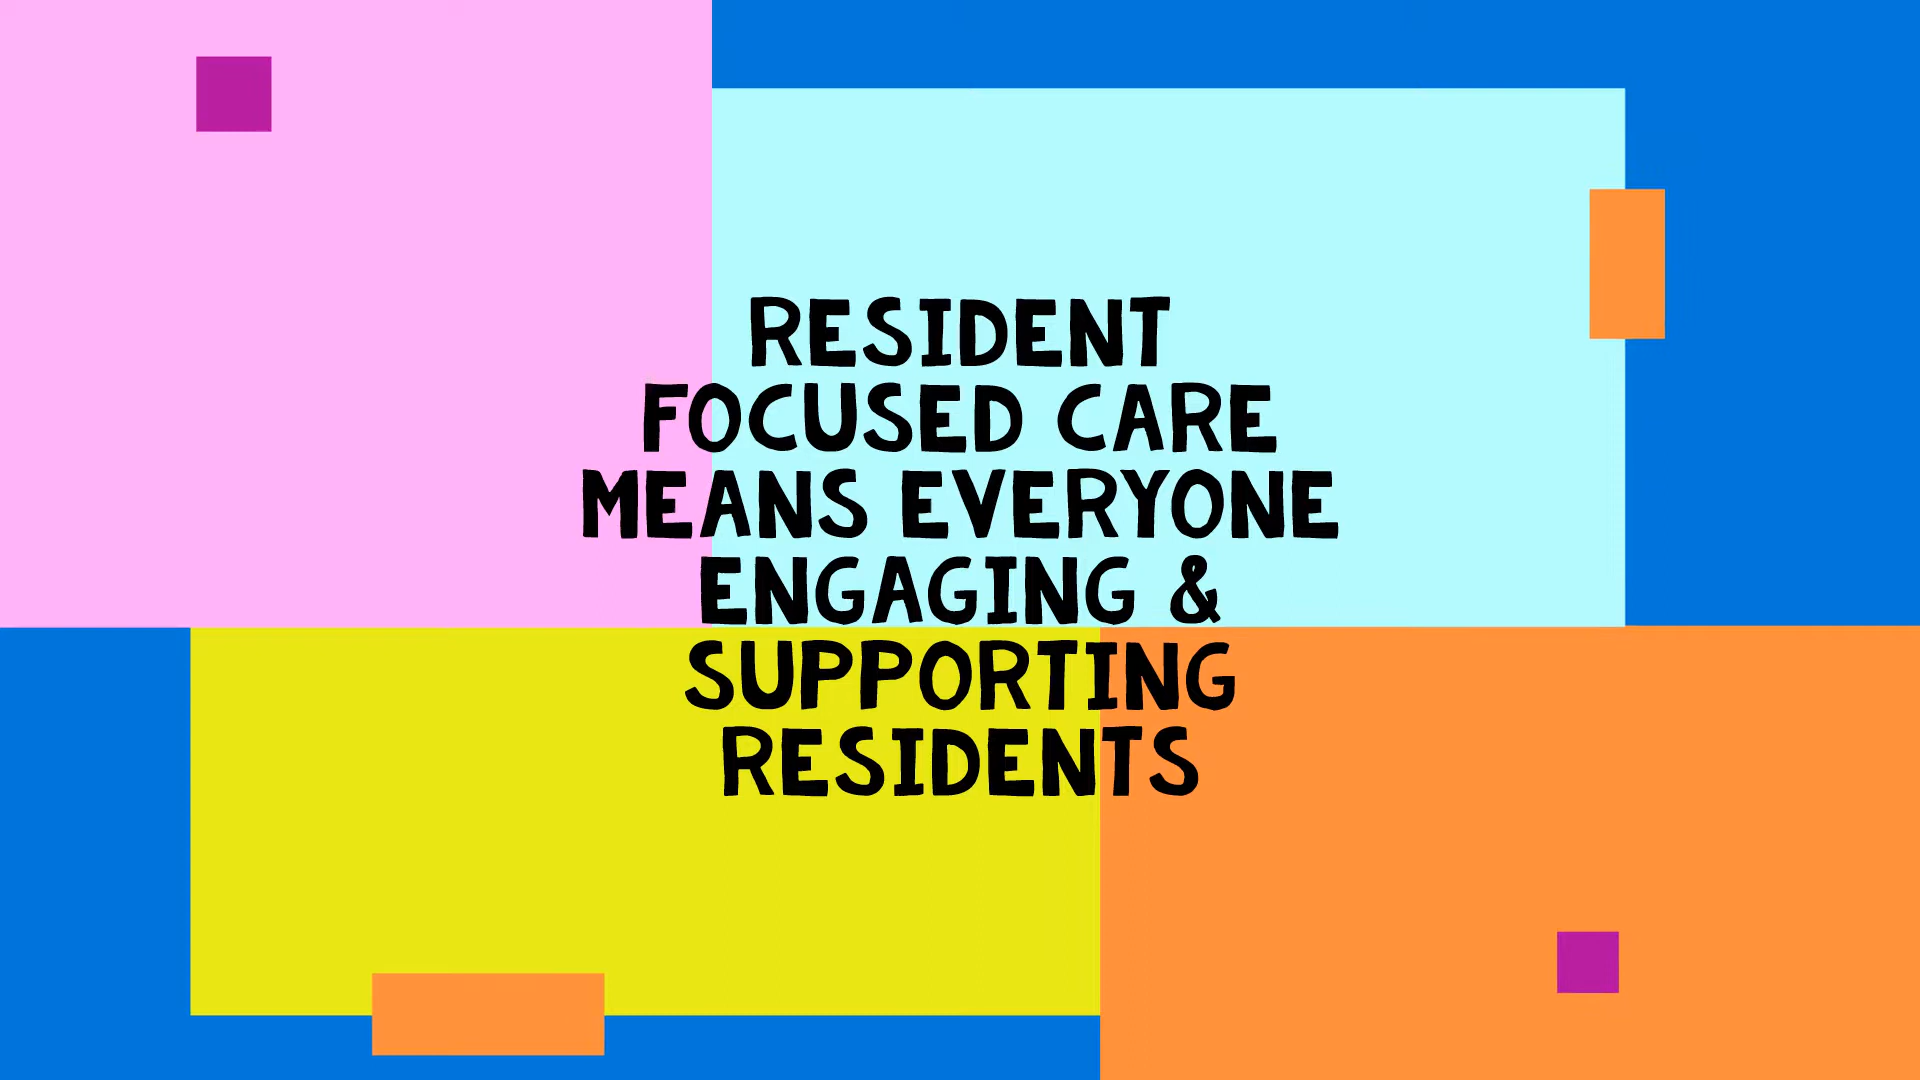 RESIDENT
FOCUSED CARE
MEANS EVERYONE
ENGAGING &
SUPPORTING
RESIDENTS